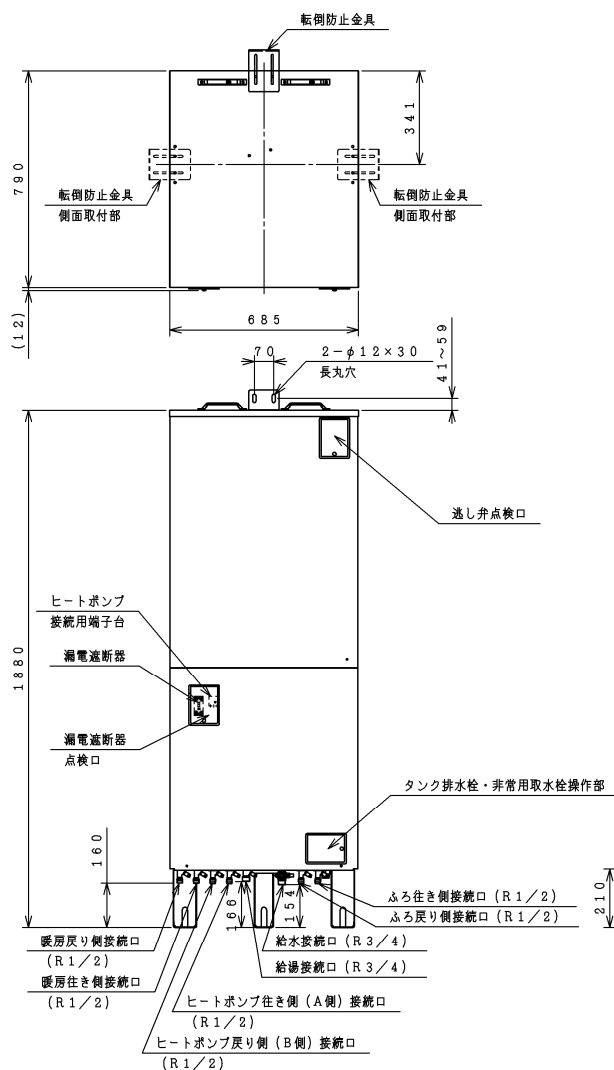 転倒防止金具
341
790
転倒防止金具
側面取付部
転倒防止金具
側面取付部
(12)
685
70
2-φ12×30
長丸穴
41~59
逃し弁点検口
ヒートポンプ
接続用端子台
漏電遮断器
1880
漏電遮断器
点検口
タンク排水栓・非常用取水栓操作部
160
166
154
210
ふろ往き側接続口(R1/2)
ふろ戻り側接続口(R1/2)
暖房戻り側接続口
(R1/2)
給水接続口(R3/4)
給湯接続口(R3/4)
暖房往き側接続口
(R1/2)
ヒートポンプ往き側(A側)接続口
(R1/2)
ヒートポンプ戻り側(B側)接続口
(R1/2)